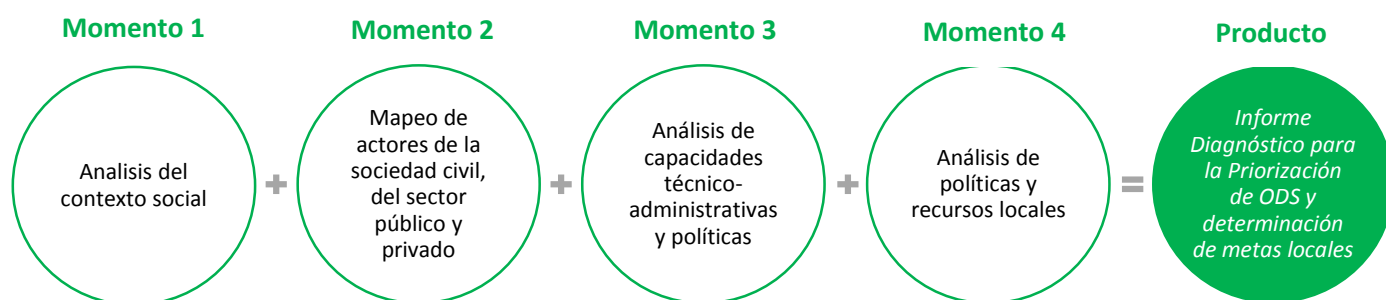 Momento 1
Momento 2
Momento 3
Momento 4
Producto
Analisis del
contexto social
+
Mapeo de
actores de la
sociedad civil,
del sector
público y
privado
+
Análisis de
capacidades
técnico-
administrativas
y políticas
+
Análisis de
políticas y
recursos locales
=
Informe
Diagnóstico para
la Priorización
de ODS y
determinación
de metas locales